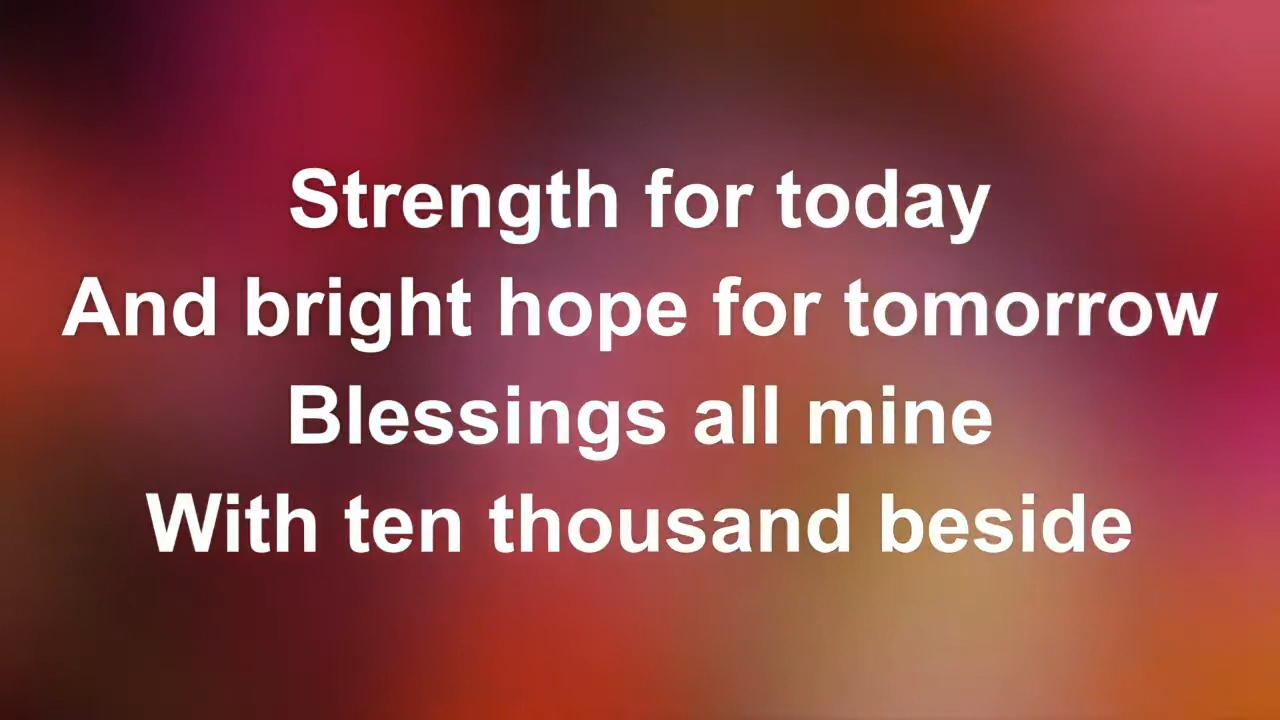 Strength for today
And bright hope for tomorrow
Blessings all mine
With ten thousand beside